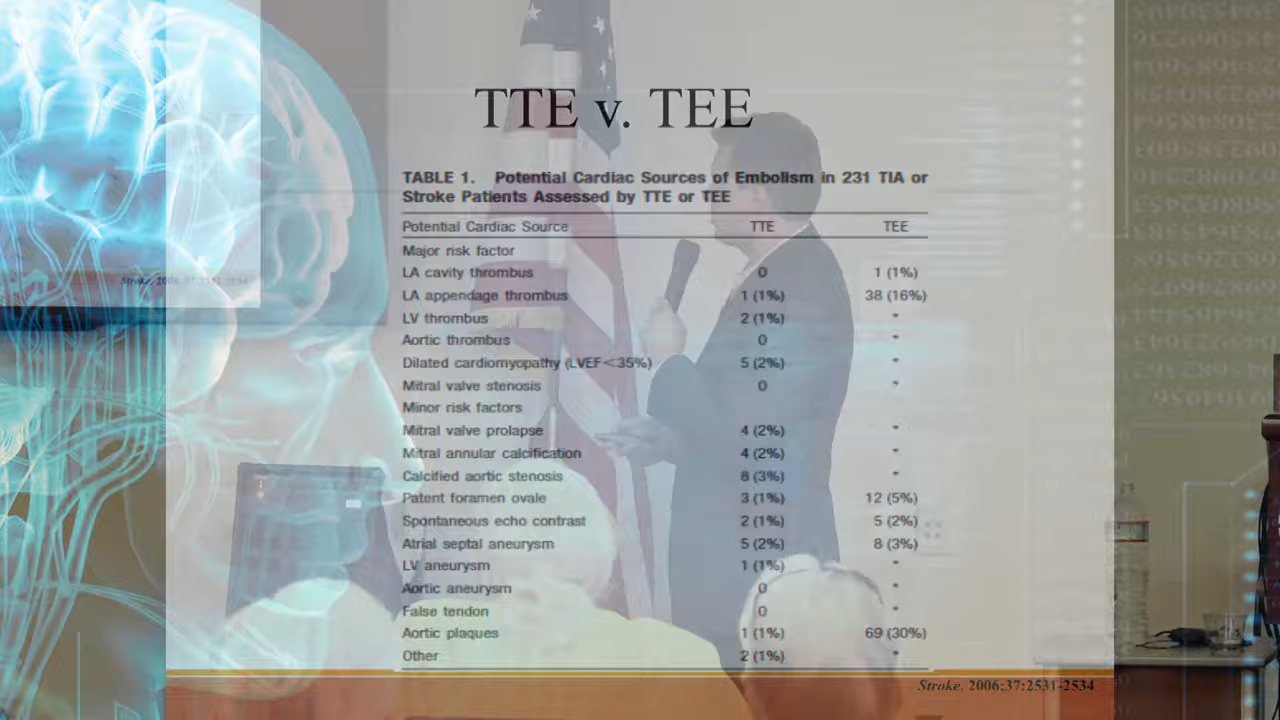 TTE v. TEE
TABLE 1. Potential Cardiac Sources of Embolism in 231 TIA or
Stroke Patients Assessed by TTE or TEE
Potential Cardiac Source TTE TEE
Major risk factor
LA cavity thrombus 0 1 (1%)
LA appendage thrombus 1 (1%) 38 (16%)
LV thrombus 2 (1%) *
Aortic thrombus 0 *
Dilated cardiomyopathy (LVEF<35%) 5 (2%) *
Mitral valve stenosis 0 *
Minor risk factors
Mitral valve prolapse 4 (2%) *
Mitral annular calcification 4 (2%) *
Calcified aortic stenosis 8 (3%) *
Patent foramen ovale 3 (1%) 12 (5%)
Spontaneous echo contrast 2 (1%) 5 (2%)
Atrial septal aneurysm 5 (2%) 8 (3%)
LV aneurysm 1 (1%) *
Aortic aneurysm 0 *
False tendon 0 *
Aortic plaques 1 (1%) 69 (30%)
Other 2 (1%) *
Stroke. 2006;37:2531-2534
Stroke. 2006;37:2531-2534